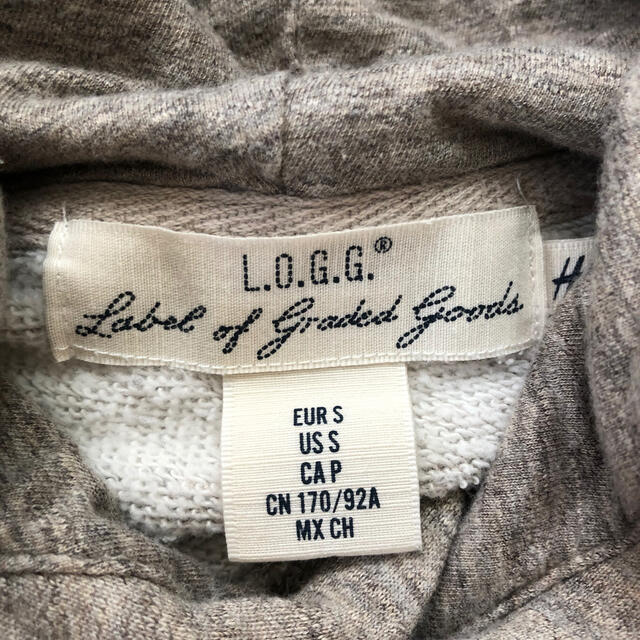 L.O.G.G.®
Label of Graded Goods
H
EUR S
US S
CA P
CN 170/92A
MX CH